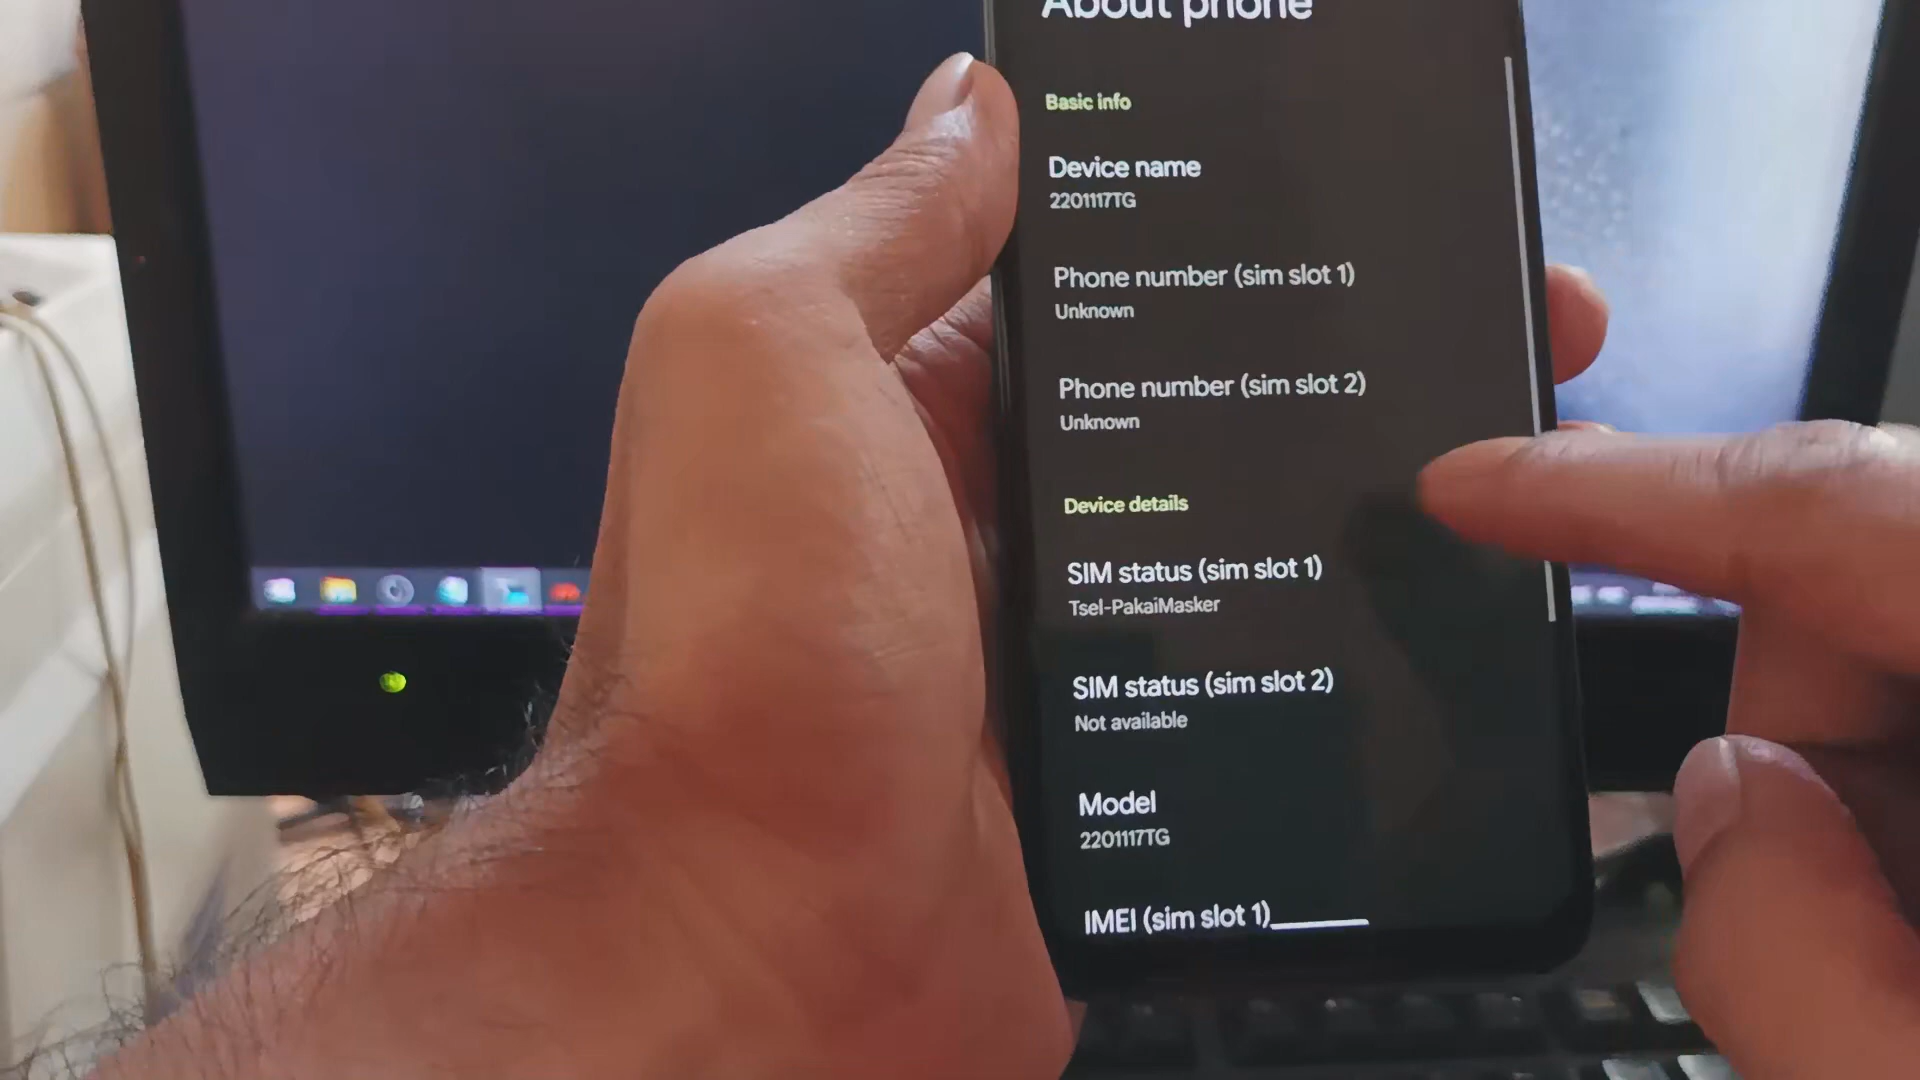 About phone
Basic info
Device name
2201117TG
Phone number (sim slot 1)
Unknown
Phone number (sim slot 2)
Unknown
Device details
SIM status (sim slot 1)
Tsel-PakaiMasker
SIM status (sim slot 2)
Not available
Model
2201117TG
IMEI (sim slot 1)